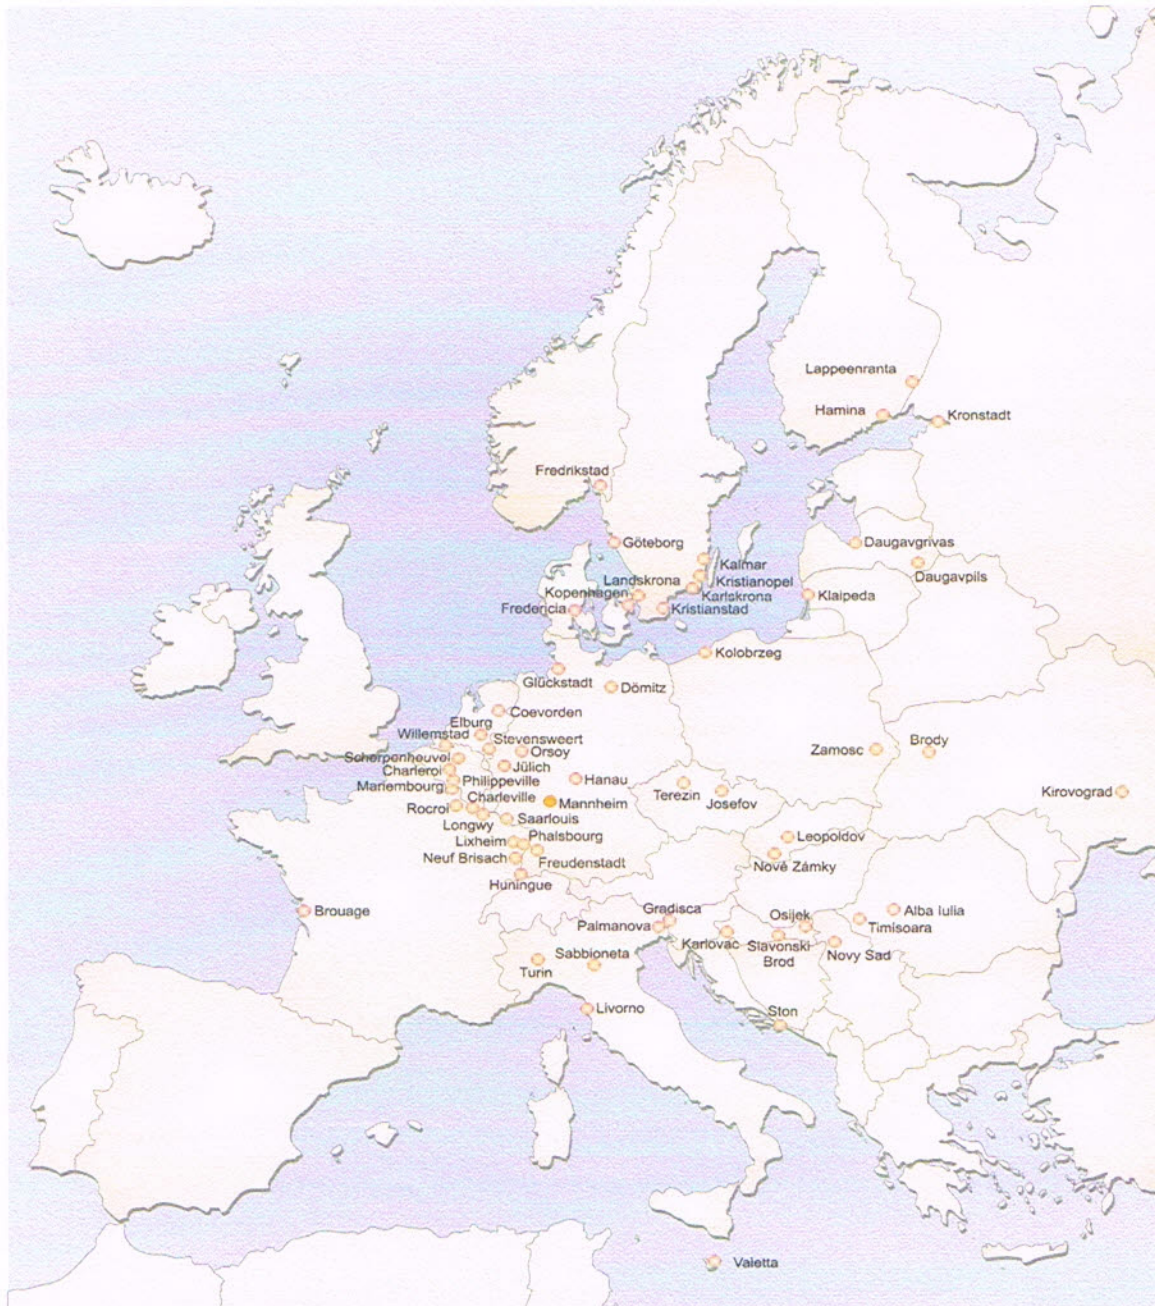 Lappeenranta
Hamina
Kronstadt
Fredrikstad
Göteborg
Daugavgrivas
Kalmar
Daugavpils
Landskrona
Kristianopel
Kopenhagen
Karlskrona
Klaipeda
Fredericia
Kristianstad
Kolobrzeg
Glückstadt
Dömitz
Coevorden
Elburg
Willemstad
Stevensweert
Orsoy
Zamosc
Brody
Scherpenheuvel
Jülich
Charleroi
Philippeville
Hanau
Mariembourg
Terezin
Josefov
Kirovograd
Charleville
Mannheim
Rocroi
Longwy
Saarlouis
Lixheim
Phalsbourg
Leopoldov
Neuf Brisach
Freudenstadt
Nové Zámky
Huningue
Brouage
Gradisca
Osijek
Alba Iulia
Palmanova
Timisoara
Karlovac
Slavonski
Brod
Novy Sad
Sabbioneta
Turin
Livorno
Ston
Valetta